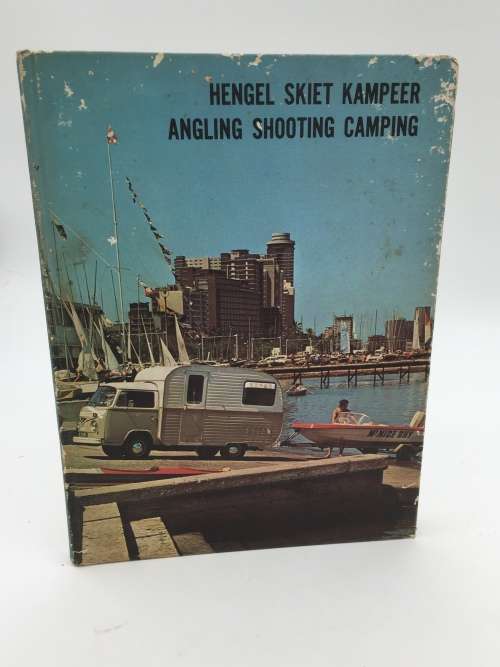 HENGEL SKIET KAMPEER
ANGLING SHOOTING CAMPING